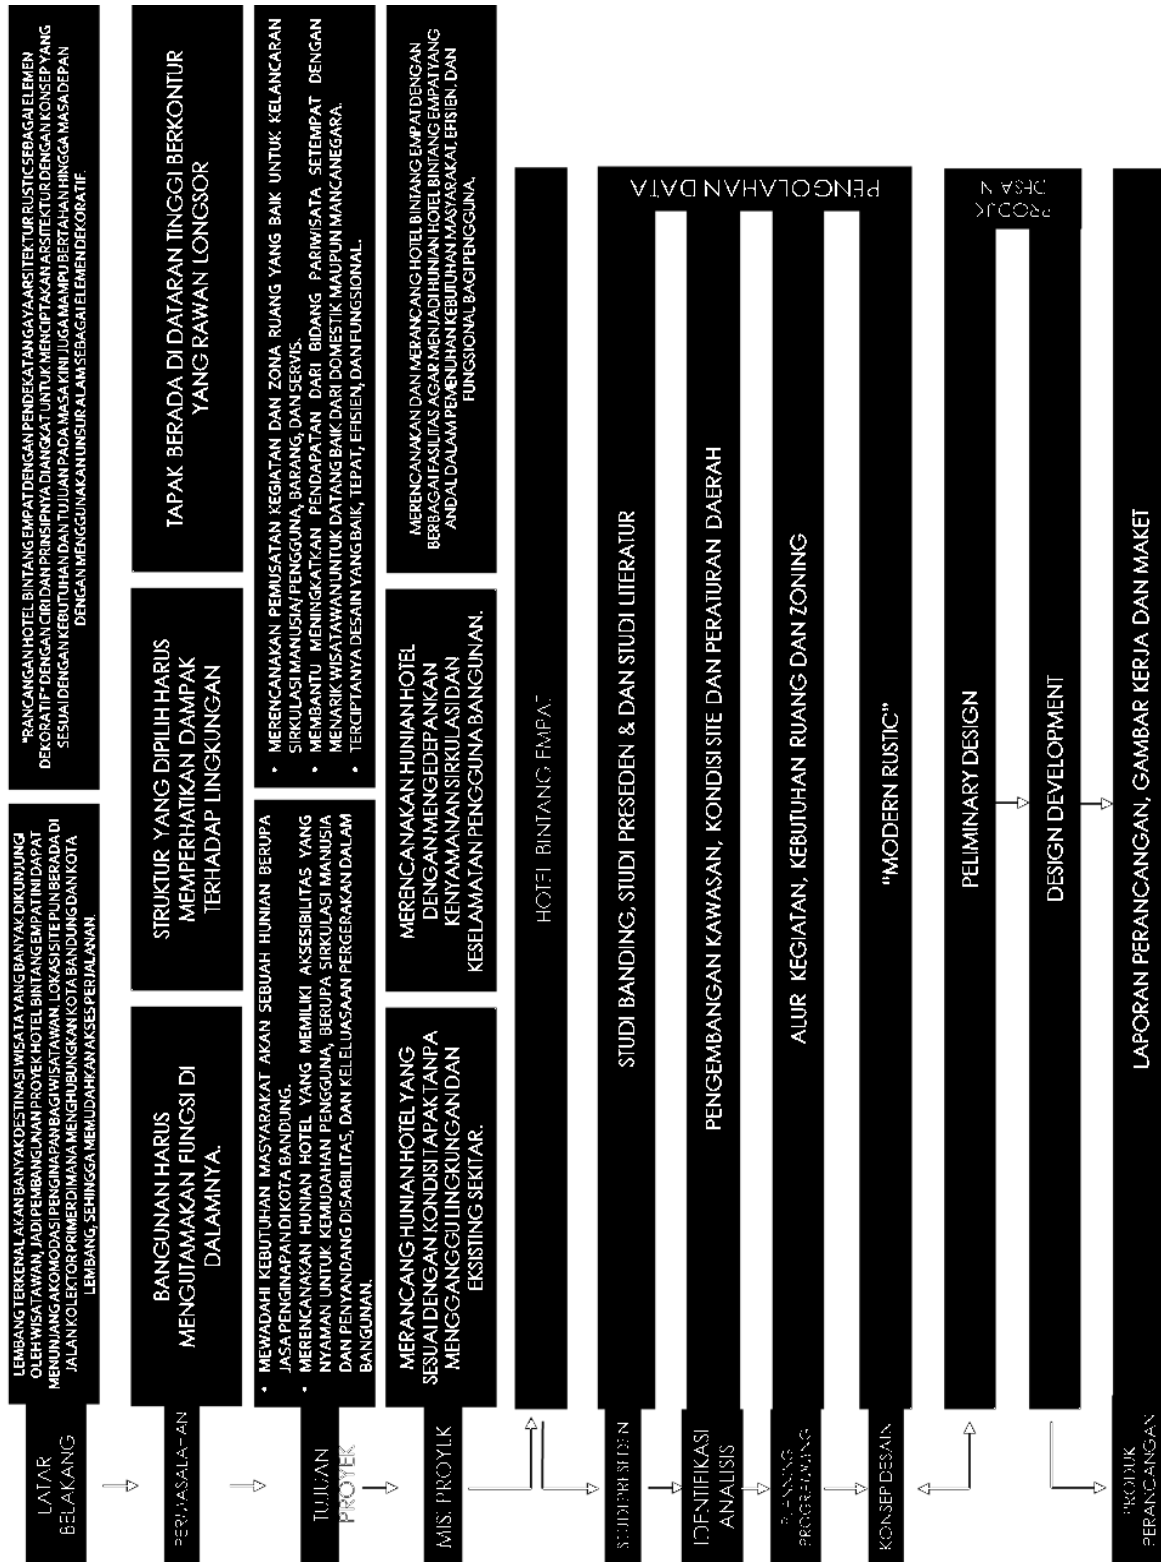 LATAR
BELAKANG
LEMBANG TERKENAL AKAN BANYAK DESTINASI WISATA YANG BANYAK DIKUNJUNGI
OLEH WISATAWAN, JADI PEMBANGUNAN PROYEK HOTEL BINTANG EMPAT INI DAPAT
MENUNJANG AKOMODASI PENGINAPAN BAGI WISATAWAN. LOKASI SITE PUN BERADA DI
JALAN KOLEKTOR PRIMER DIMANA MENGHUBUNGKAN KOTA BANDUNG DAN KOTA
LEMBANG, SEHINGGA MEMUDAHKAN AKSES PERJALANAN.
"RANCANGAN HOTEL BINTANG EMPAT DENGAN PENDEKATAN GAYA ARSITEKTUR RUSTIC SEBAGAI ELEMEN
DEKORATIF" DENGAN CIRI DAN PRINSIPNYA DIANGKAT UNTUK MENCIPTAKAN ARSITEKTUR DENGAN KONSEP YANG
SESUAI DENGAN KEBUTUHAN DAN TUJUAN PADA MASA KINI JUGA MAMPU BERTAHAN HINGGA MASA DEPAN
DENGAN MENGGUNAKAN UNSUR ALAM SEBAGAI ELEMEN DEKORATIF.
PERMASALAHAN
BANGUNAN HARUS
MENGUTAMAKAN FUNGSI DI
DALAMNYA.
STRUKTUR YANG DIPILIH HARUS
MEMPERHATIKAN DAMPAK
TERHADAP LINGKUNGAN
TAPAK BERADA DI DATARAN TINGGI BERKONTUR
YANG RAWAN LONGSOR
TUJUAN
PROYEK
• MEWADAHI KEBUTUHAN MASYARAKAT AKAN SEBUAH HUNIAN BERUPA
JASA PENGINAPAN DI KOTA BANDUNG.
• MERENCANAKAN HUNIAN HOTEL YANG MEMILIKI AKSESIBILITAS YANG
NYAMAN UNTUK KEMUDAHAN PENGGUNA, BERUPA SIRKULASI MANUSIA
DAN PENYANDANG DISABILITAS, DAN KELELUASAAN PERGERAKAN DALAM
BANGUNAN.
• MERENCANAKAN PEMUSATAN KEGIATAN DAN ZONA RUANG YANG BAIK UNTUK KELANCARAN
SIRKULASI MANUSIA/ PENGGUNA, BARANG, DAN SERVIS.
• MEMBANTU MENINGKATKAN PENDAPATAN DARI BIDANG PARIWISATA SETEMPAT DENGAN
MENARIK WISATAWAN UNTUK DATANG BAIK DARI DOMESTIK MAUPUN MANCANEGARA.
• TERCIPTANYA DESAIN YANG BAIK, TEPAT, EFISIEN, DAN FUNGSIONAL.
MISI PROYEK
MERANCANG HUNIAN HOTEL YANG
SESUAI DENGAN KONDISI TAPAK TANPA
MENGGANGGU LINGKUNGAN DAN
EKSISTING SEKITAR.
MERENCANAKAN HUNIAN HOTEL
DENGAN MENGEDEPANKAN
KENYAMANAN SIRKULASI DAN
KESELAMATAN PENGGUNA BANGUNAN.
MERENCANAKAN DAN MERANCANG HOTEL BINTANG EMPAT DENGAN
BERBAGAI FASILITAS AGAR MENJADI HUNIAN HOTEL BINTANG EMPAT YANG
ANDAL DALAM PEMENUHAN KEBUTUHAN MASYARAKAT, EFISIEN, DAN
FUNGSIONAL BAGI PENGGUNA.
HOTEL BINTANG EMPAT
STUDI PRESEDEN
STUDI BANDING, STUDI PRESEDEN & DAN STUDI LITERATUR
IDENTIFIKASI
ANALISIS
PENGEMBANGAN KAWASAN, KONDISI SITE DAN PERATURAN DAERAH
PLANNING
PROGRAMING
ALUR KEGIATAN, KEBUTUHAN RUANG DAN ZONING
KONSEP DESAIN
"MODERN RUSTIC"
PENGOLAHAN DATA
PELIMINARY DESIGN
DESIGN DEVELOPMENT
PRODUK
DESAIN
PRODUK
PERANCANGAN
LAPORAN PERANCANGAN, GAMBAR KERJA DAN MAKET